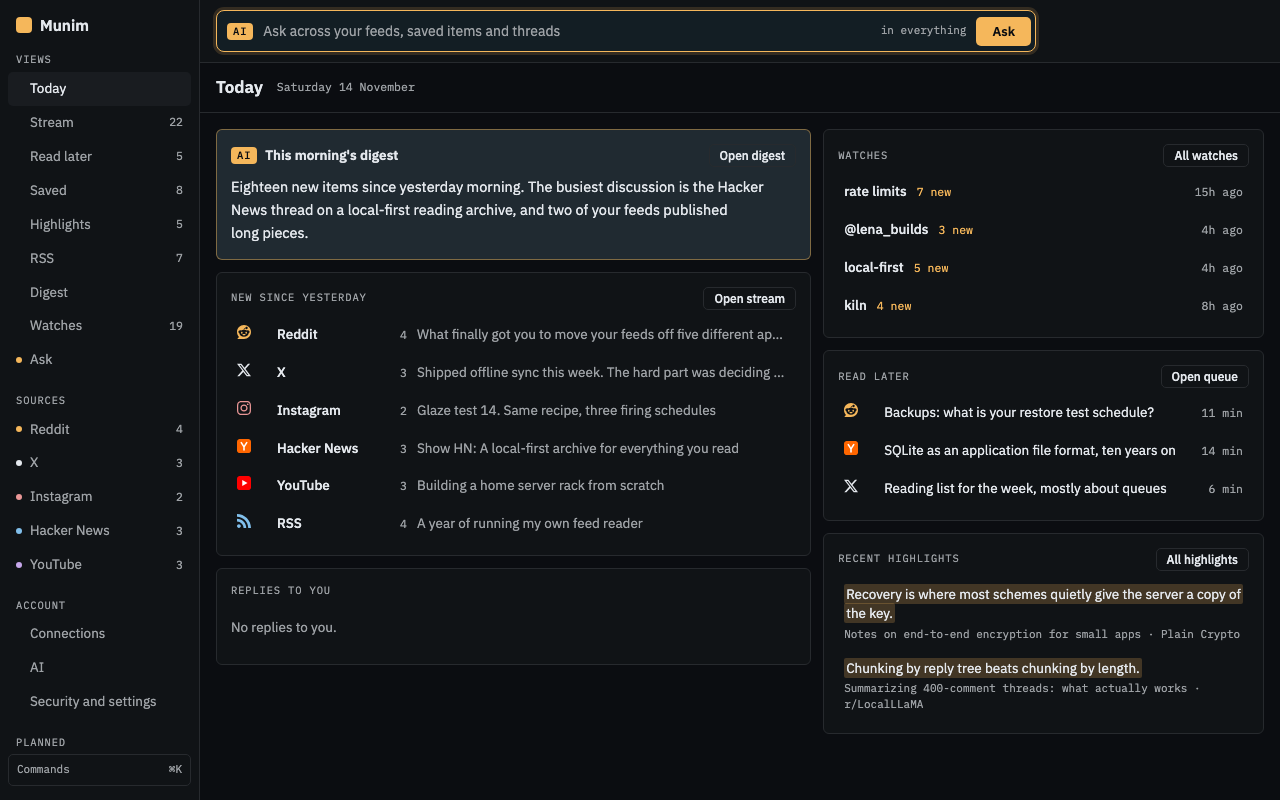 Munim
VIEWS
Today
Stream 22
Read later 5
Saved 8
Highlights 5
RSS 7
Digest
Watches 19
Ask
SOURCES
Reddit 4
X 3
Instagram 2
Hacker News 3
YouTube 3
ACCOUNT
Connections
AI
Security and settings
PLANNED
Commands ⌘K
AI Ask across your feeds, saved items and threads in everything Ask
Today Saturday 14 November
AI This morning's digest Open digest
Eighteen new items since yesterday morning. The busiest discussion is the Hacker
News thread on a local-first reading archive, and two of your feeds published
long pieces.
NEW SINCE YESTERDAY Open stream
Reddit 4 What finally got you to move your feeds off five different ap...
X 3 Shipped offline sync this week. The hard part was deciding ...
Instagram 2 Glaze test 14. Same recipe, three firing schedules
Hacker News 3 Show HN: A local-first archive for everything you read
YouTube 3 Building a home server rack from scratch
RSS 4 A year of running my own feed reader
REPLIES TO YOU
No replies to you.
WATCHES All watches
rate limits 7 new 15h ago
@lena_builds 3 new 4h ago
local-first 5 new 4h ago
kiln 4 new 8h ago
READ LATER Open queue
Backups: what is your restore test schedule? 11 min
SQLite as an application file format, ten years on 14 min
Reading list for the week, mostly about queues 6 min
RECENT HIGHLIGHTS All highlights
Recovery is where most schemes quietly give the server a copy of
the key.
Notes on end-to-end encryption for small apps · Plain Crypto
Chunking by reply tree beats chunking by length.
Summarizing 400-comment threads: what actually works ·
r/LocalLLaMA